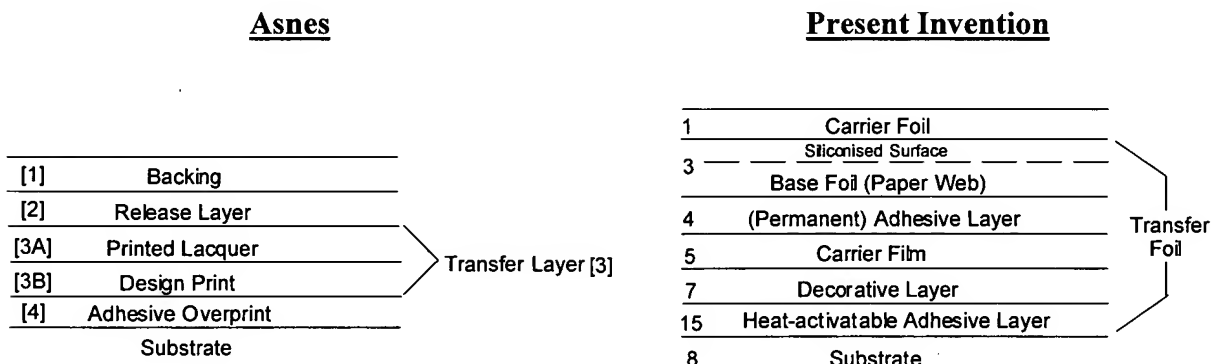 Asnes
[1] Backing
[2] Release Layer
[3A] Printed Lacquer
[3B] Design Print
Transfer Layer [3]
[4] Adhesive Overprint
Substrate
Present Invention
1 Carrier Foil
Siliconised Surface
3
Base Foil (Paper Web)
4 (Permanent) Adhesive Layer
5 Carrier Film
7 Decorative Layer
15 Heat-activatable Adhesive Layer
Transfer
Foil
8 Substrate